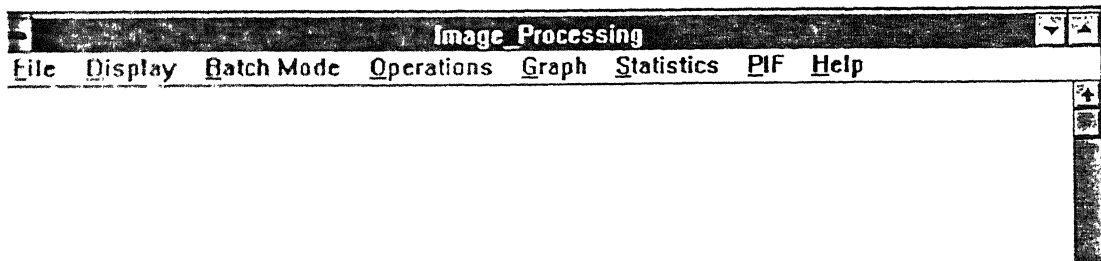 Image_Processing
File Display Batch Mode Operations Graph Statistics PIF Help